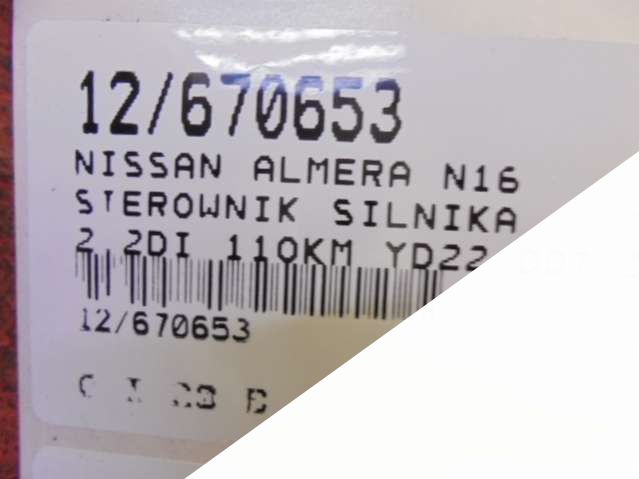 12/670653
NISSAN ALMERA N16
STEROWNIK SILNIKA
2.2DI 110KM YD22
12/670653